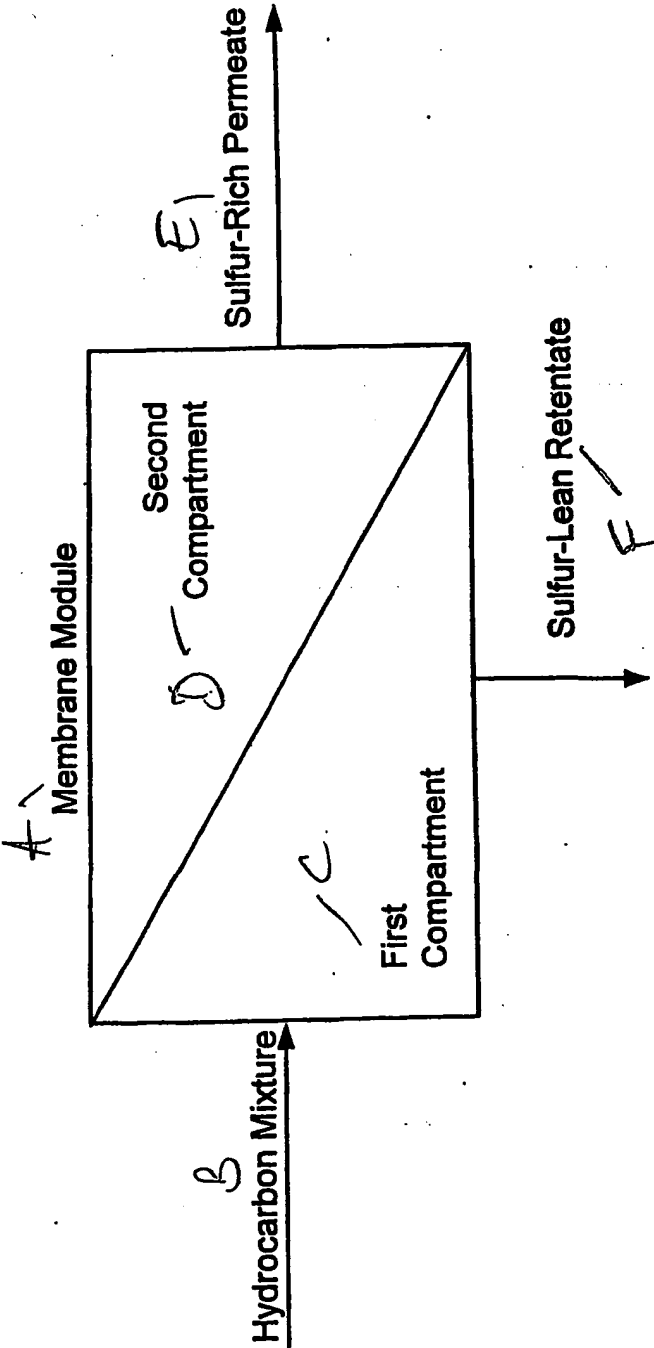 A
Membrane Module
B
Hydrocarbon Mixture
C
First
Compartment
D
Second
Compartment
E
Sulfur-Rich Permeate
F
Sulfur-Lean Retentate